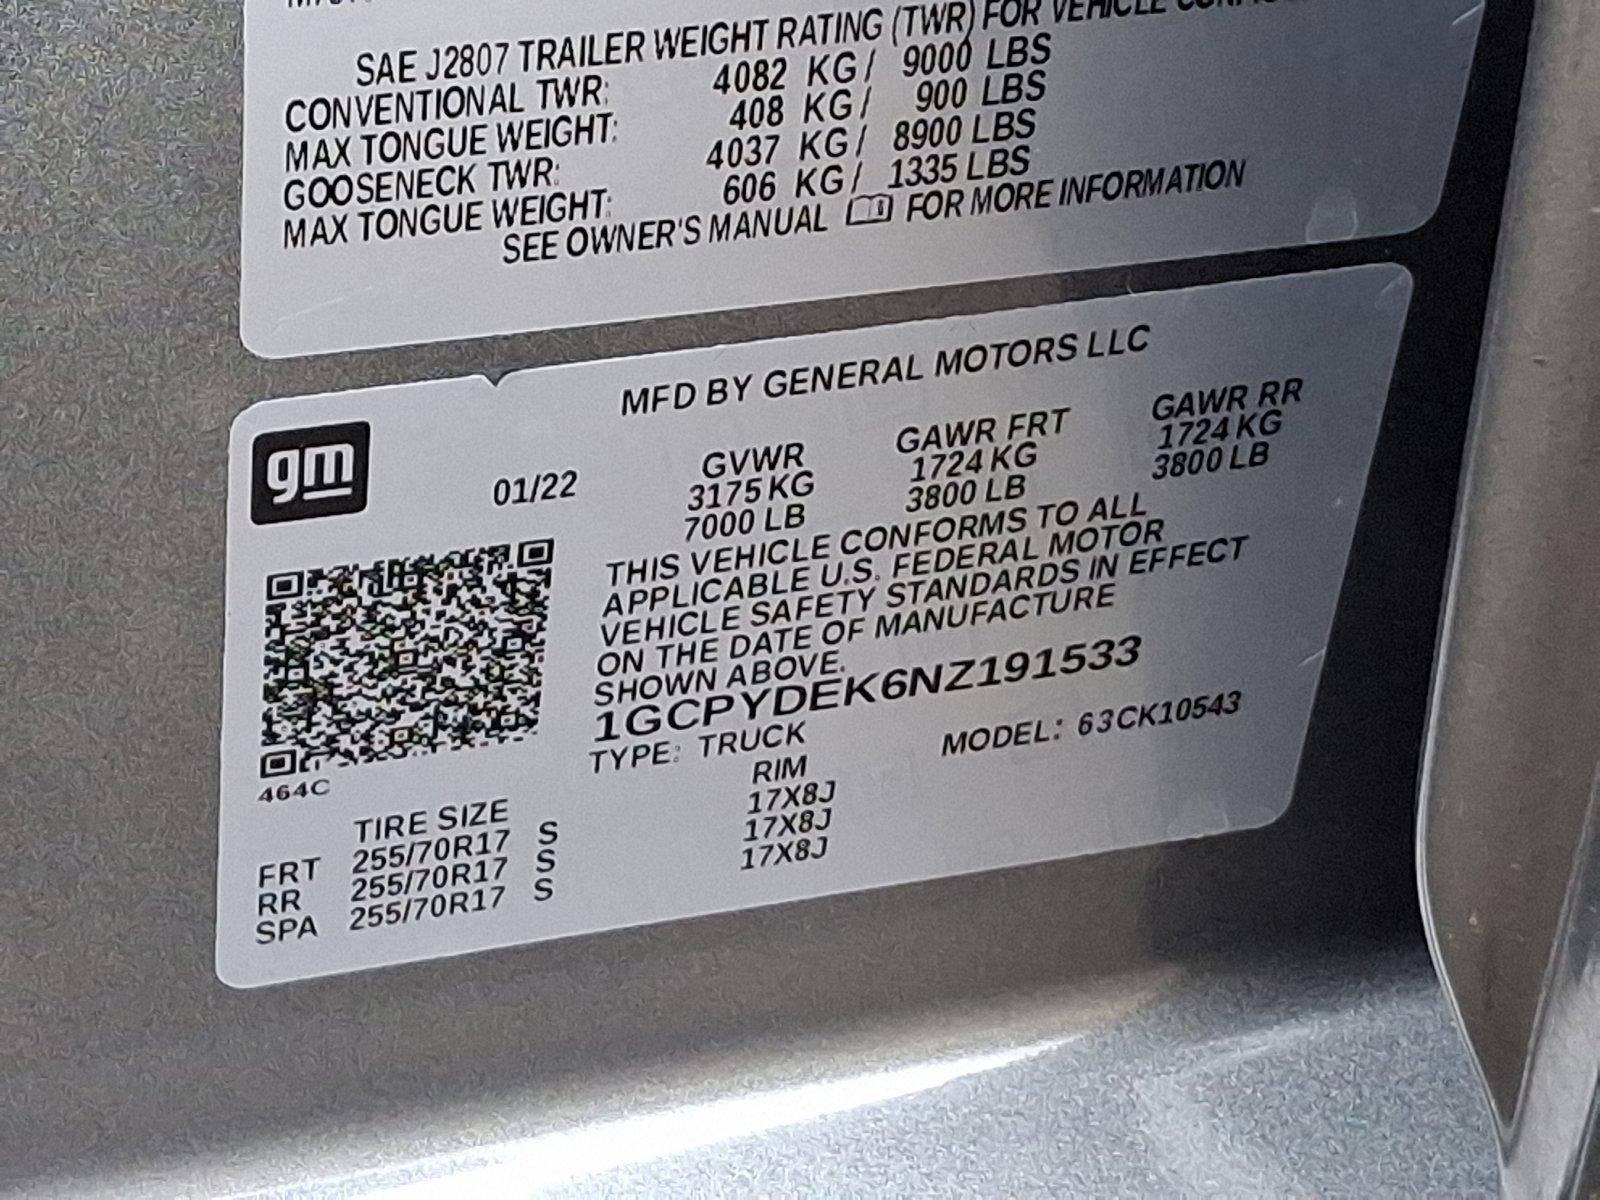 SAE J2807 TRAILER WEIGHT RATING (TWR) FOR VEHICLE
CONVENTIONAL TWR: 4082 KG / 9000 LBS
MAX TONGUE WEIGHT: 408 KG / 900 LBS
GOOSENECK TWR: 4037 KG / 8900 LBS
MAX TONGUE WEIGHT: 606 KG / 1335 LBS
SEE OWNER'S MANUAL FOR MORE INFORMATION
MFD BY GENERAL MOTORS LLC
gm
01/22
GVWR GAWR FRT GAWR RR
3175 KG 1724 KG 1724 KG
7000 LB 3800 LB 3800 LB
THIS VEHICLE CONFORMS TO ALL
APPLICABLE U.S. FEDERAL MOTOR
VEHICLE SAFETY STANDARDS IN EFFECT
ON THE DATE OF MANUFACTURE
SHOWN ABOVE.
1GCPYDEK6NZ191533
TYPE: TRUCK MODEL: 63CK10543
464C
TIRE SIZE RIM
FRT 255/70R17 S 17X8J
RR 255/70R17 S 17X8J
SPA 255/70R17 S 17X8J